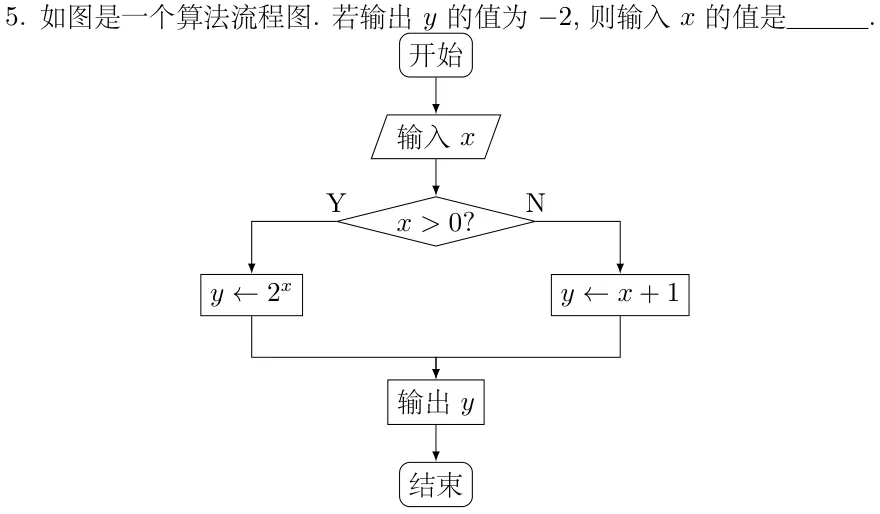 5. 如图是一个算法流程图. 若输出 y 的值为 −2, 则输入 x 的值是______.
开始
输入 x
Y
N
x > 0?
y ← 2^x
y ← x + 1
输出 y
结束